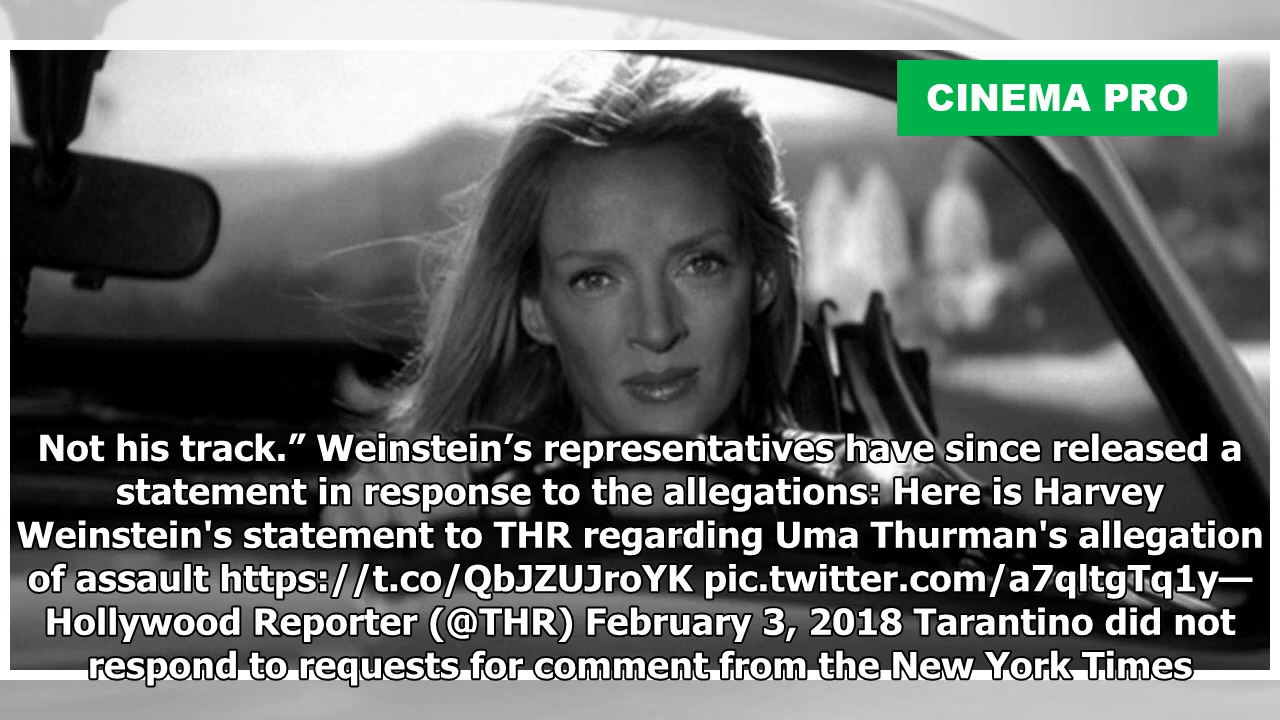 CINEMA PRO
Not his track.” Weinstein’s representatives have since released a
statement in response to the allegations: Here is Harvey
Weinstein's statement to THR regarding Uma Thurman's allegation
of assault https://t.co/QbJZUJroYK pic.twitter.com/a7qltgTq1y—
Hollywood Reporter (@THR) February 3, 2018 Tarantino did not
respond to requests for comment from the New York Times